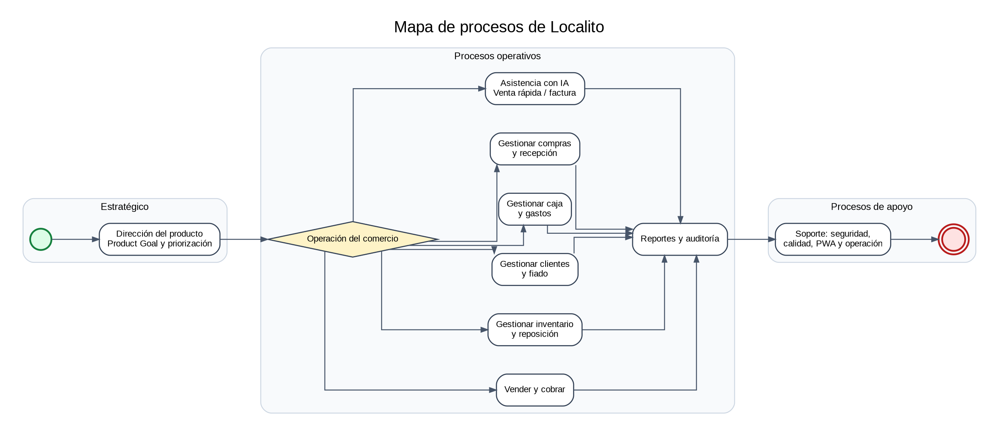 Mapa de procesos de Localito
Estratégico
Dirección del producto
Product Goal y priorización
Procesos operativos
Operación del comercio
Asistencia con IA
Venta rápida / factura
Gestionar compras
y recepción
Gestionar caja
y gastos
Gestionar clientes
y fiado
Gestionar inventario
y reposición
Vender y cobrar
Reportes y auditoría
Procesos de apoyo
Soporte: seguridad,
calidad, PWA y operación